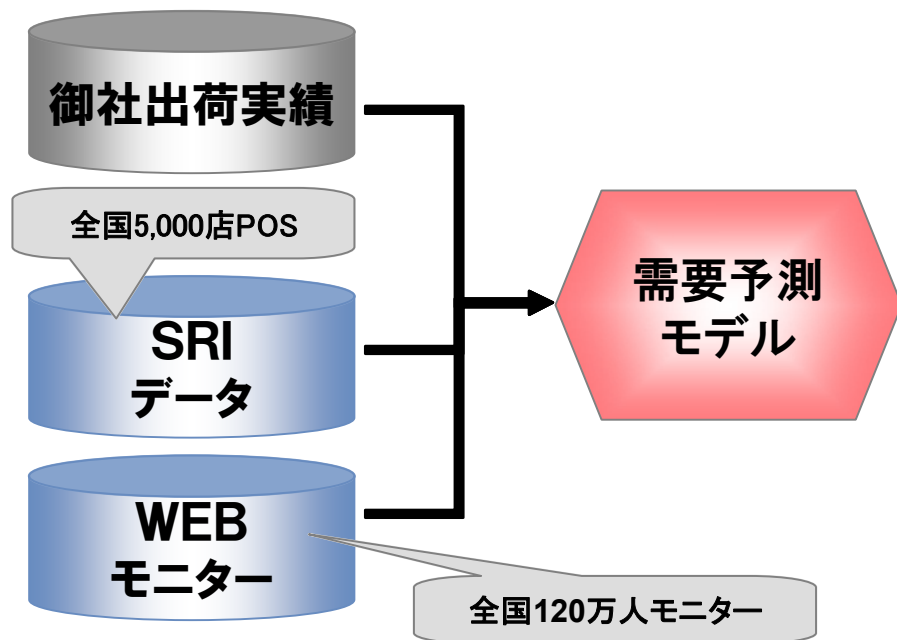 御社出荷実績
全国5,000店POS
SRI
データ
WEB
モニター
全国120万人モニター
需要予測
モデル